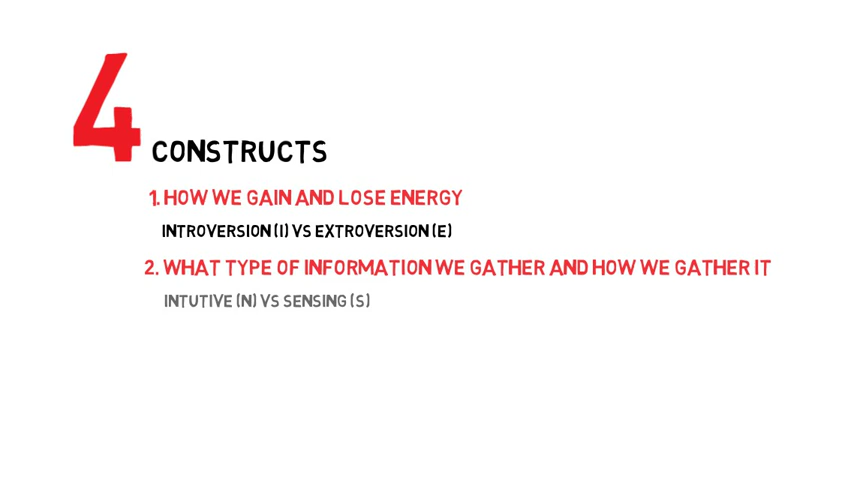 4 CONSTRUCTS
1. HOW WE GAIN AND LOSE ENERGY
INTROVERSION (I) VS EXTROVERSION (E)
2. WHAT TYPE OF INFORMATION WE GATHER AND HOW WE GATHER IT
INTUTIVE (N) VS SENSING (S)